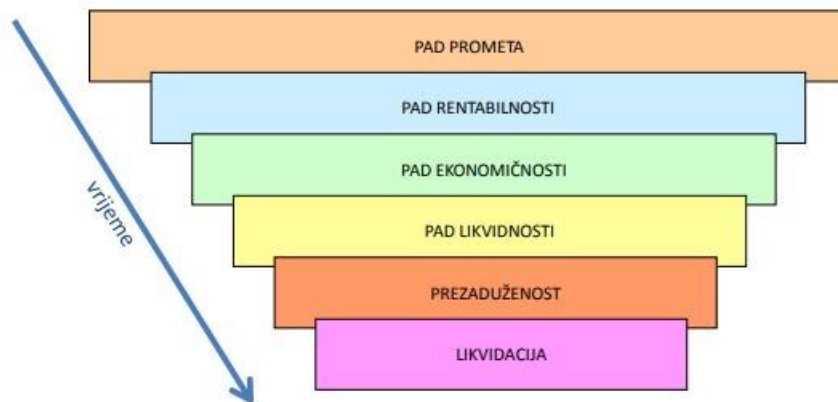 PAD PROMETA
PAD RENTABILNOSTI
PAD EKONOMIČNOSTI
vrijeme
PAD LIKVIDNOSTI
PREZADUŽENOST
LIKVIDACIJA